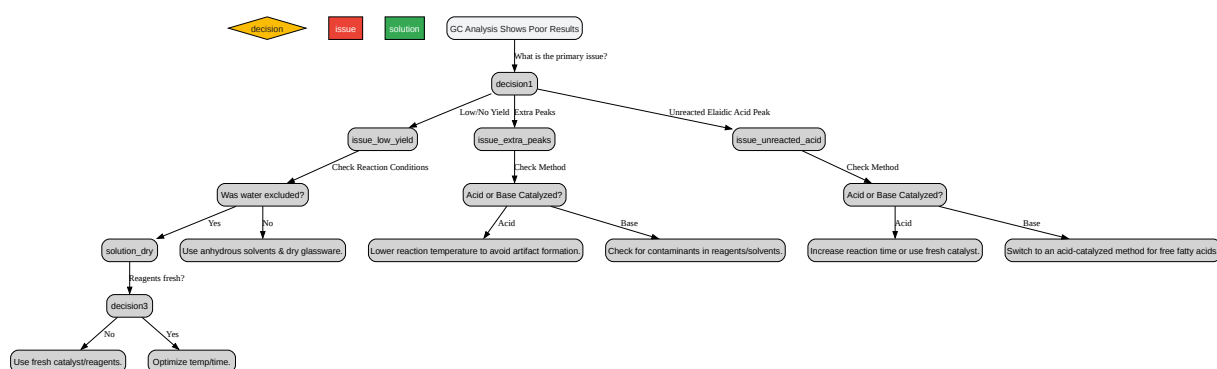 decision
issue
solution
GC Analysis Shows Poor Results
What is the primary issue?
decision1
Low/No Yield
Extra Peaks
Unreacted Elaidic Acid Peak
issue_low_yield
issue_extra_peaks
issue_unreacted_acid
Check Reaction Conditions
Check Method
Check Method
Was water excluded?
Acid or Base Catalyzed?
Acid or Base Catalyzed?
Yes
No
Acid
Base
Acid
Base
solution_dry
Use anhydrous solvents & dry glassware.
Lower reaction temperature to avoid artifact formation.
Check for contaminants in reagents/solvents.
Increase reaction time or use fresh catalyst.
Switch to an acid-catalyzed method for free fatty acids
Reagents fresh?
decision3
No
Yes
Use fresh catalyst/reagents.
Optimize temp/time.